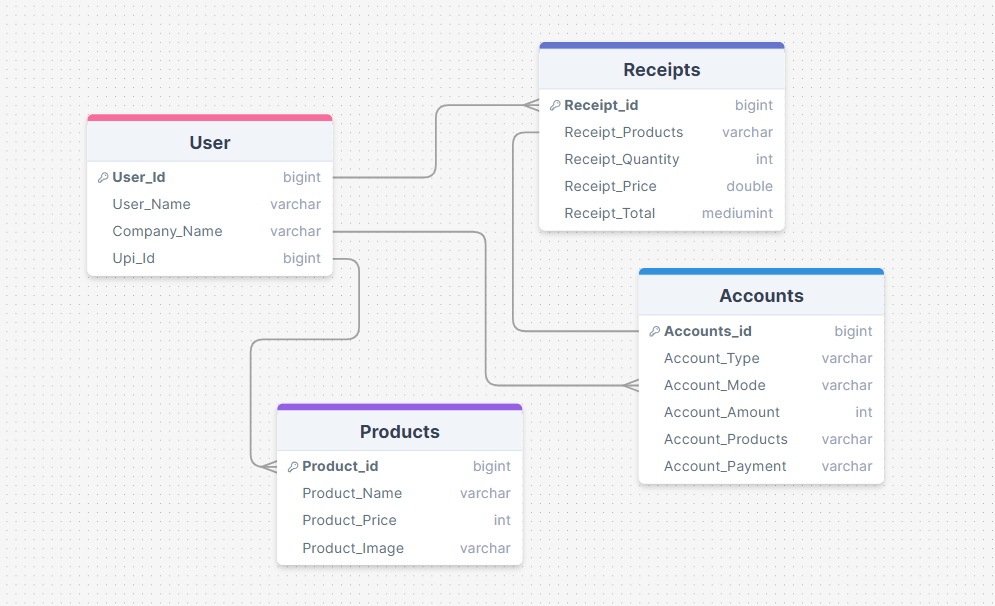 User
User_Id bigint
User_Name varchar
Company_Name varchar
Upi_Id bigint
Receipts
Receipt_id bigint
Receipt_Products varchar
Receipt_Quantity int
Receipt_Price double
Receipt_Total mediumint
Accounts
Accounts_id bigint
Account_Type varchar
Account_Mode varchar
Account_Amount int
Account_Products varchar
Account_Payment varchar
Products
Product_id bigint
Product_Name varchar
Product_Price int
Product_Image varchar